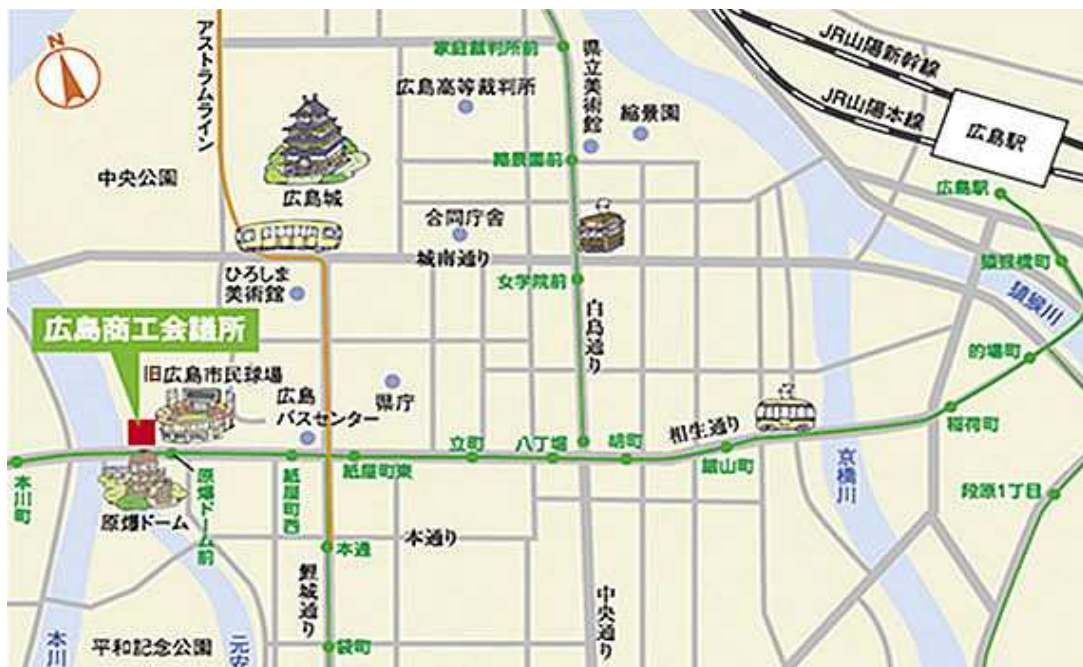 N
アストラムライン
家庭裁判所前
県立美術館
JR山陽新幹線
JR山陽本線
広島駅
広島高等裁判所
縮景園
縮景園前
中央公園
広島城
広島駅
合同庁舎
城南通り
猿猴橋町
ひろしま
美術館
女学院前
猿猴川
広島商工会議所
白島通り
的場町
旧広島市民球場
広島
バスセンター
県庁
相生通り
稲荷町
立町
八丁堀
胡町
銀山町
京橋川
本川町
原爆ドーム
原爆ドーム前
紙屋町西
紙屋町東
段原1丁目
本通
本通り
鯉城通り
中央通り
本川
平和記念公園
元安
袋町